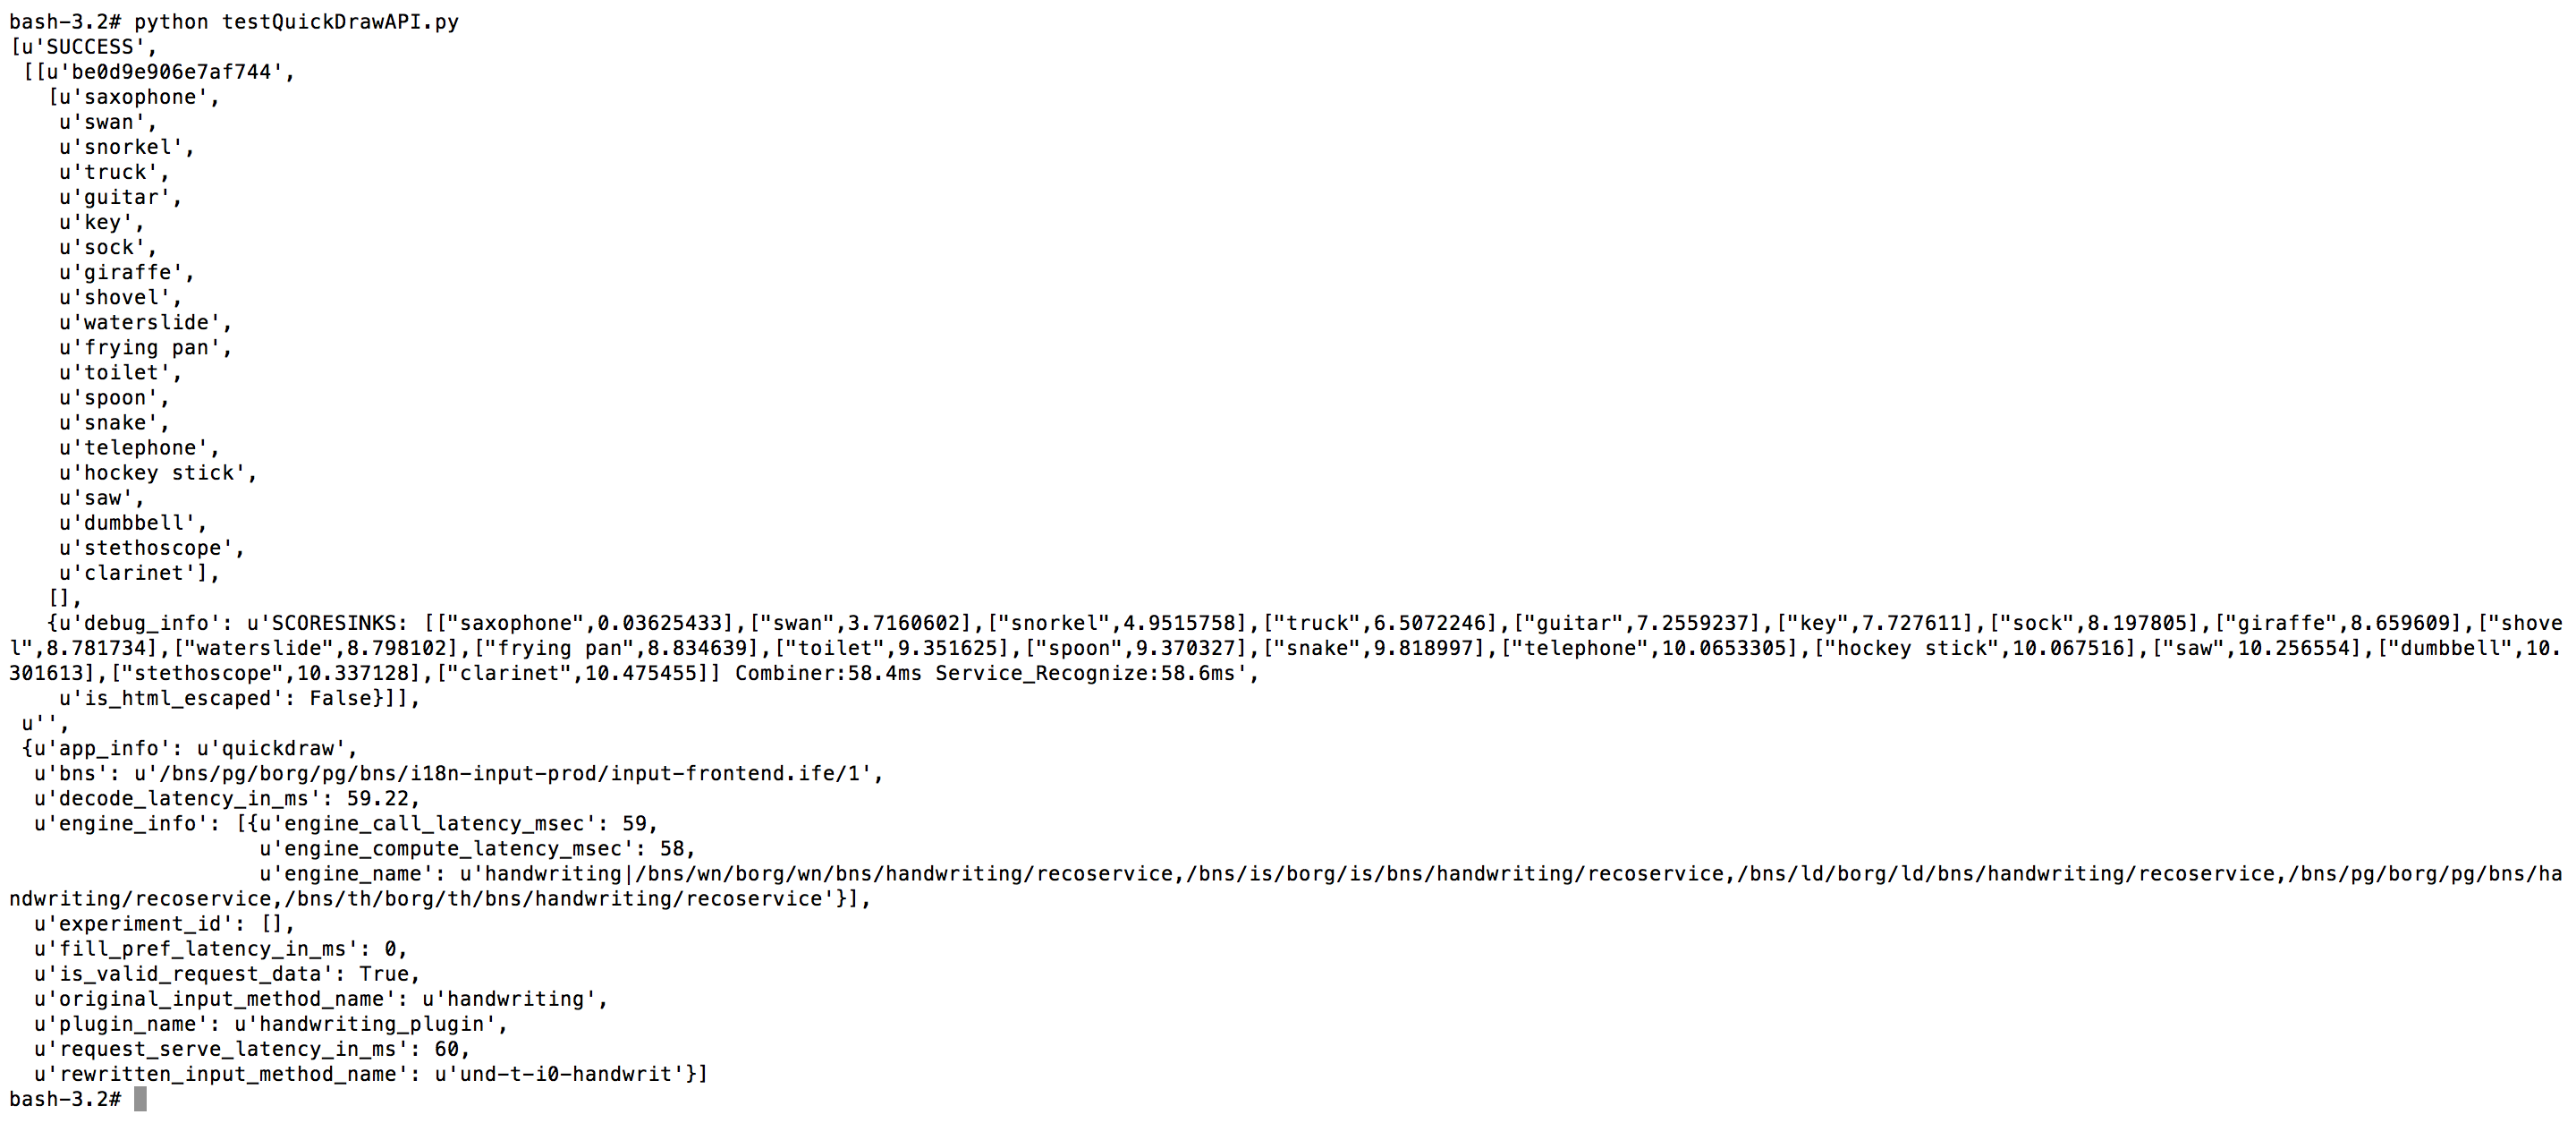 bash-3.2# python testQuickDrawAPI.py
[u'SUCCESS',
 [[u'be0d9e906e7af744',
   [u'saxophone',
    u'swan',
    u'snorkel',
    u'truck',
    u'guitar',
    u'key',
    u'sock',
    u'giraffe',
    u'shovel',
    u'waterslide',
    u'frying pan',
    u'toilet',
    u'spoon',
    u'snake',
    u'telephone',
    u'hockey stick',
    u'saw',
    u'dumbbell',
    u'stethoscope',
    u'clarinet'],
   [],
   {u'debug_info': u'SCORESINKS: [["saxophone",0.03625433],["swan",3.7160602],["snorkel",4.9515758],["truck",6.5072246],["guitar",7.2559237],["key",7.727611],["sock",8.197805],["giraffe",8.659609],["shove
l",8.781734],["waterslide",8.798102],["frying pan",8.834639],["toilet",9.351625],["spoon",9.370327],["snake",9.818997],["telephone",10.0653305],["hockey stick",10.067516],["saw",10.256554],["dumbbell",10.
301613],["stethoscope",10.337128],["clarinet",10.475455]] Combiner:58.4ms Service_Recognize:58.6ms',
    u'is_html_escaped': False}]],
 u'',
 {u'app_info': u'quickdraw',
  u'bns': u'/bns/pg/borg/pg/bns/i18n-input-prod/input-frontend.ife/1',
  u'decode_latency_in_ms': 59.22,
  u'engine_info': [{u'engine_call_latency_msec': 59,
                    u'engine_compute_latency_msec': 58,
                    u'engine_name': u'handwriting|/bns/wn/borg/wn/bns/handwriting/recoservice,/bns/is/borg/is/bns/handwriting/recoservice,/bns/ld/borg/ld/bns/handwriting/recoservice,/bns/pg/borg/pg/bns/ha
ndwriting/recoservice,/bns/th/borg/th/bns/handwriting/recoservice'}],
  u'experiment_id': [],
  u'fill_pref_latency_in_ms': 0,
  u'is_valid_request_data': True,
  u'original_input_method_name': u'handwriting',
  u'plugin_name': u'handwriting_plugin',
  u'request_serve_latency_in_ms': 60,
  u'rewritten_input_method_name': u'und-t-i0-handwrit'}]
bash-3.2#